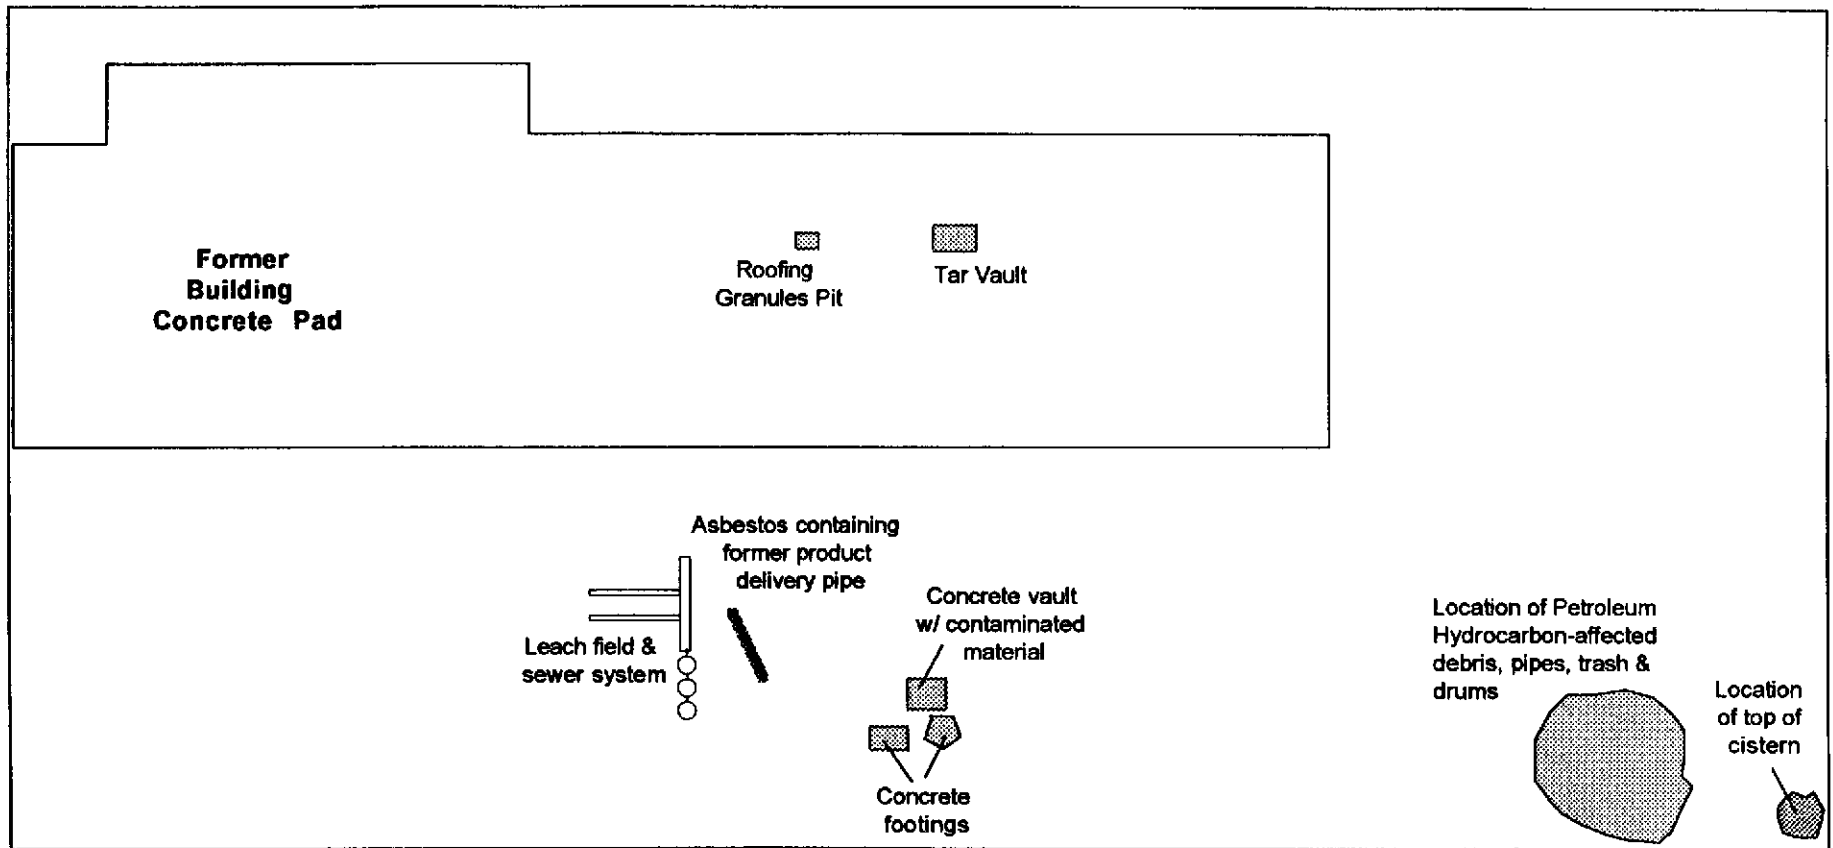 Former
Building
Concrete Pad
Roofing
Granules Pit
Tar Vault
Asbestos containing
former product
delivery pipe
Leach field &
sewer system
Concrete vault
w/ contaminated
material
Concrete
footings
Location of Petroleum
Hydrocarbon-affected
debris, pipes, trash &
drums
Location
of top of
cistern